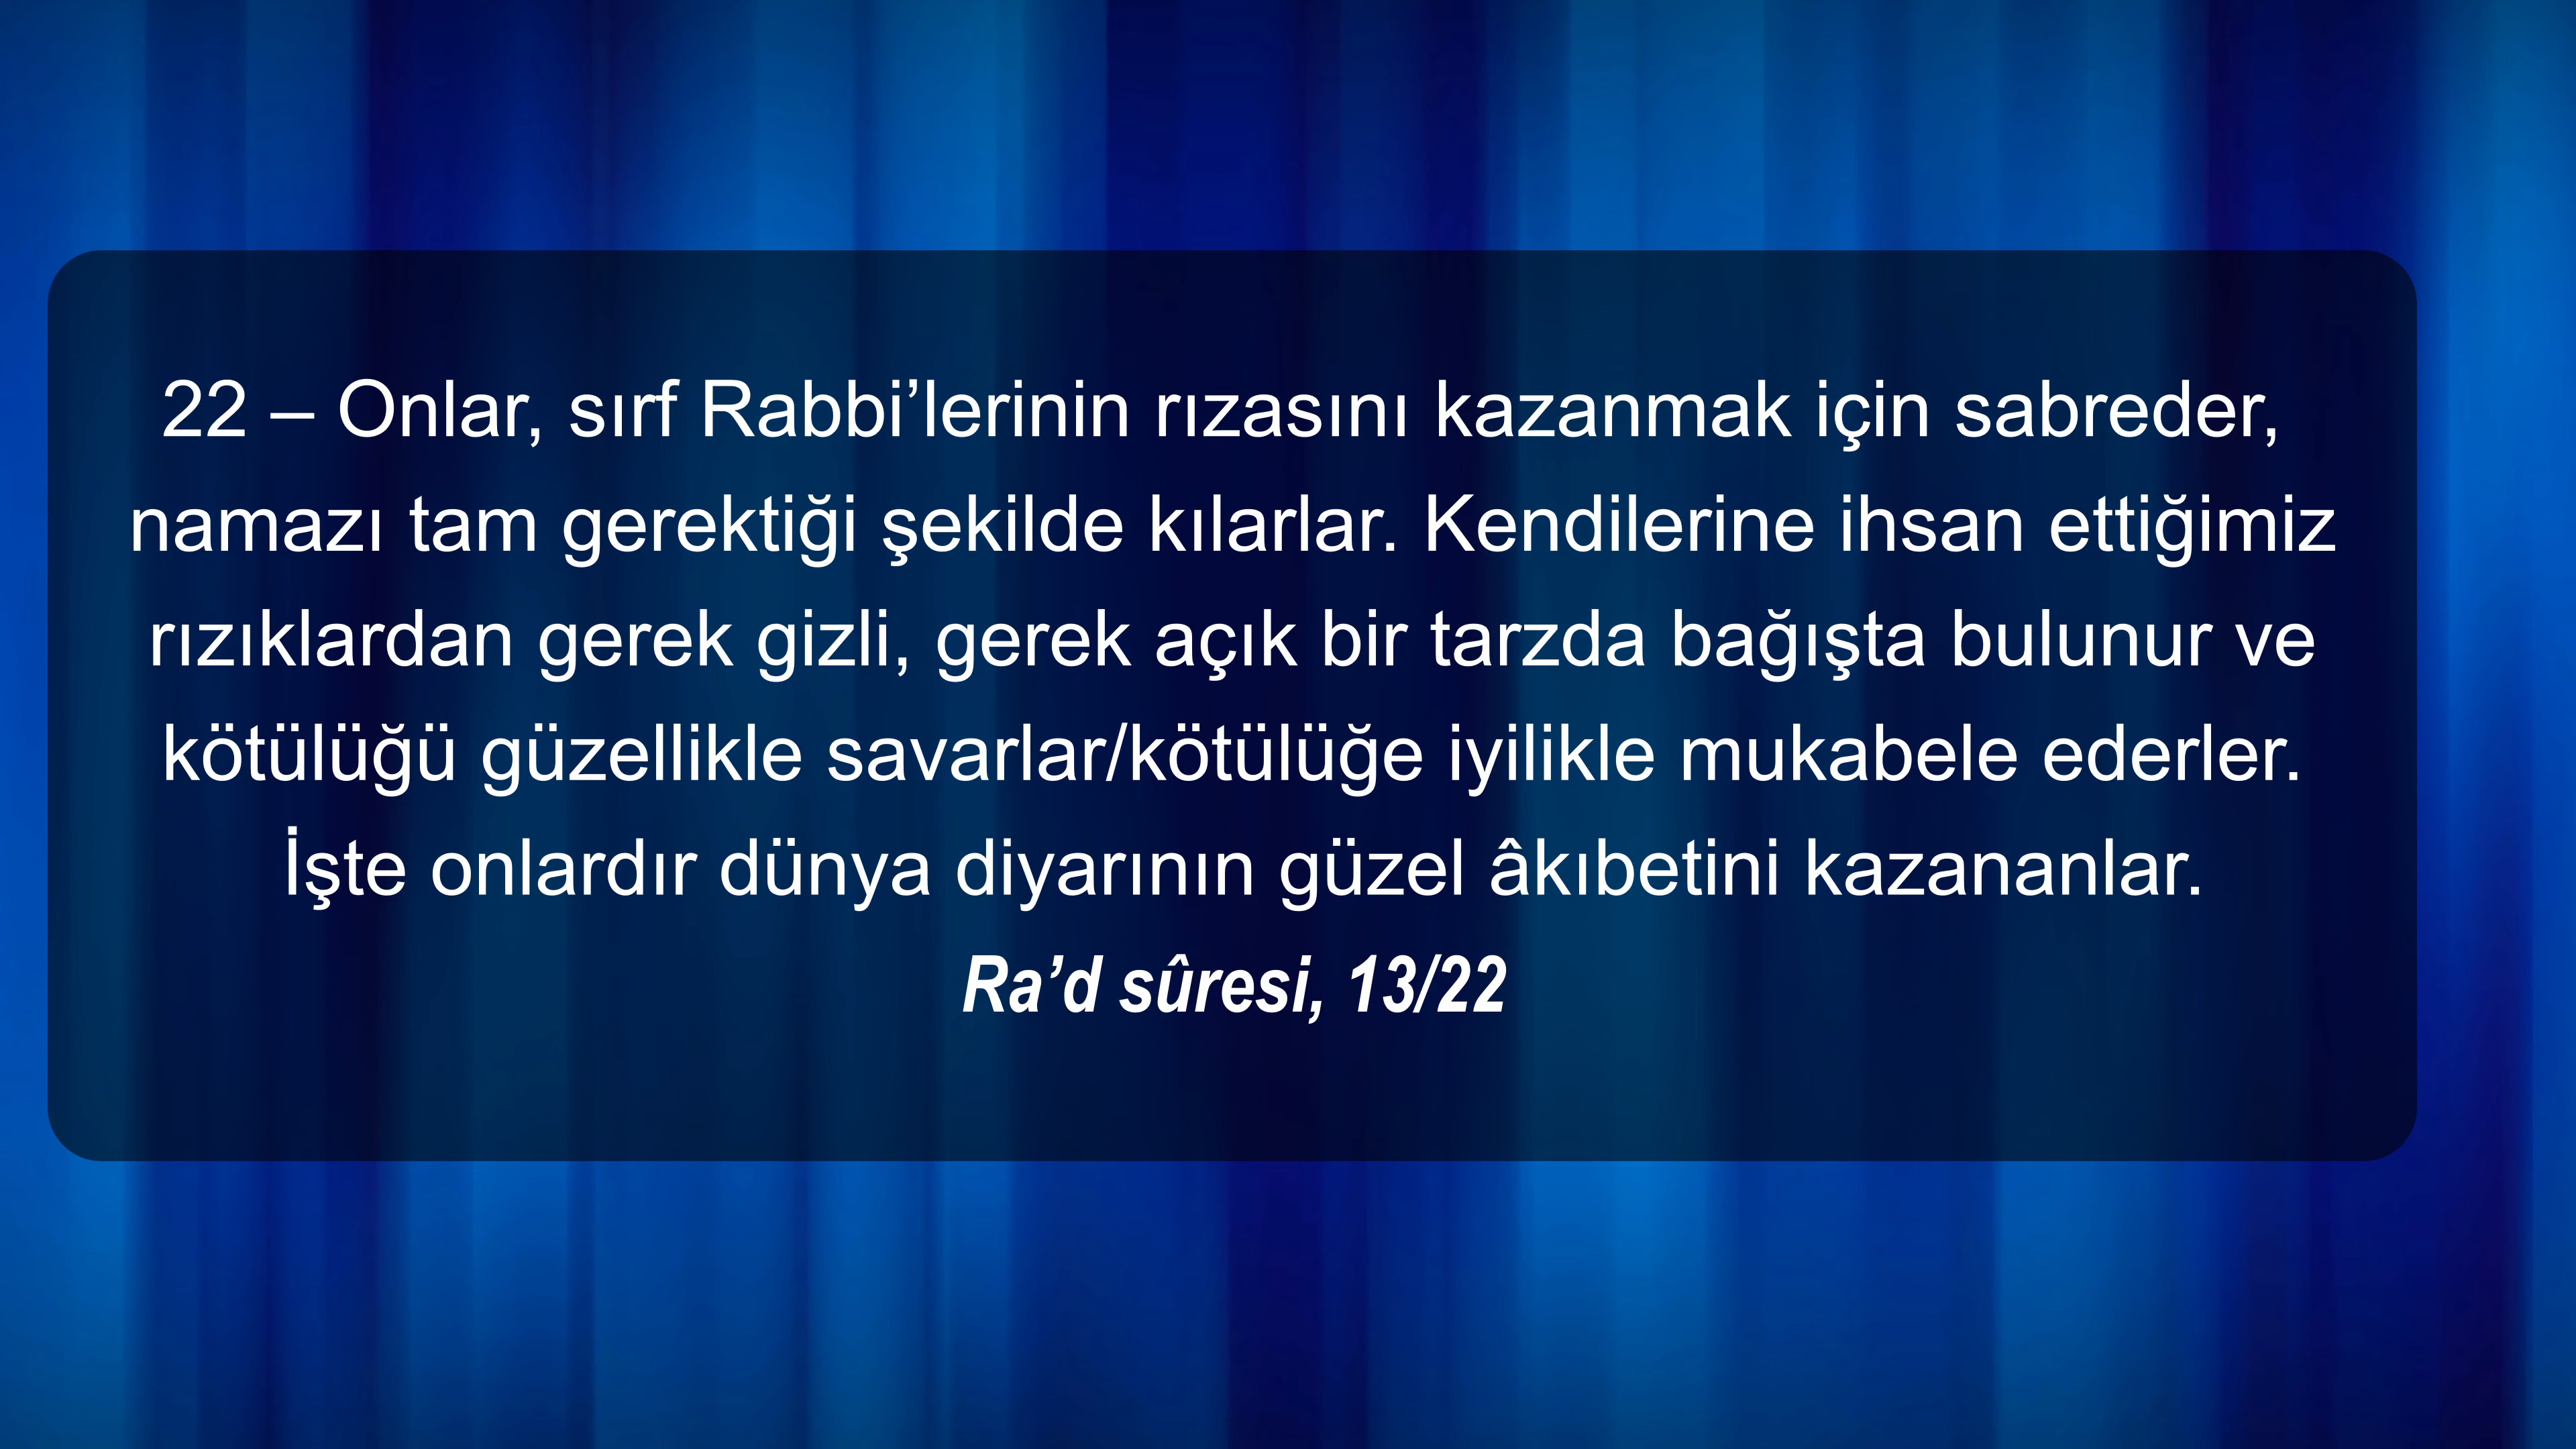 22 – Onlar, sırf Rabbi’lerinin rızasını kazanmak için sabreder,
namazı tam gerektiği şekilde kılarlar. Kendilerine ihsan ettiğimiz
rızıklardan gerek gizli, gerek açık bir tarzda bağışta bulunur ve
kötülüğü güzellikle savarlar/kötülüğe iyilikle mukabele ederler.
İşte onlardır dünya diyarının güzel âkıbetini kazananlar.
Ra’d sûresi, 13/22